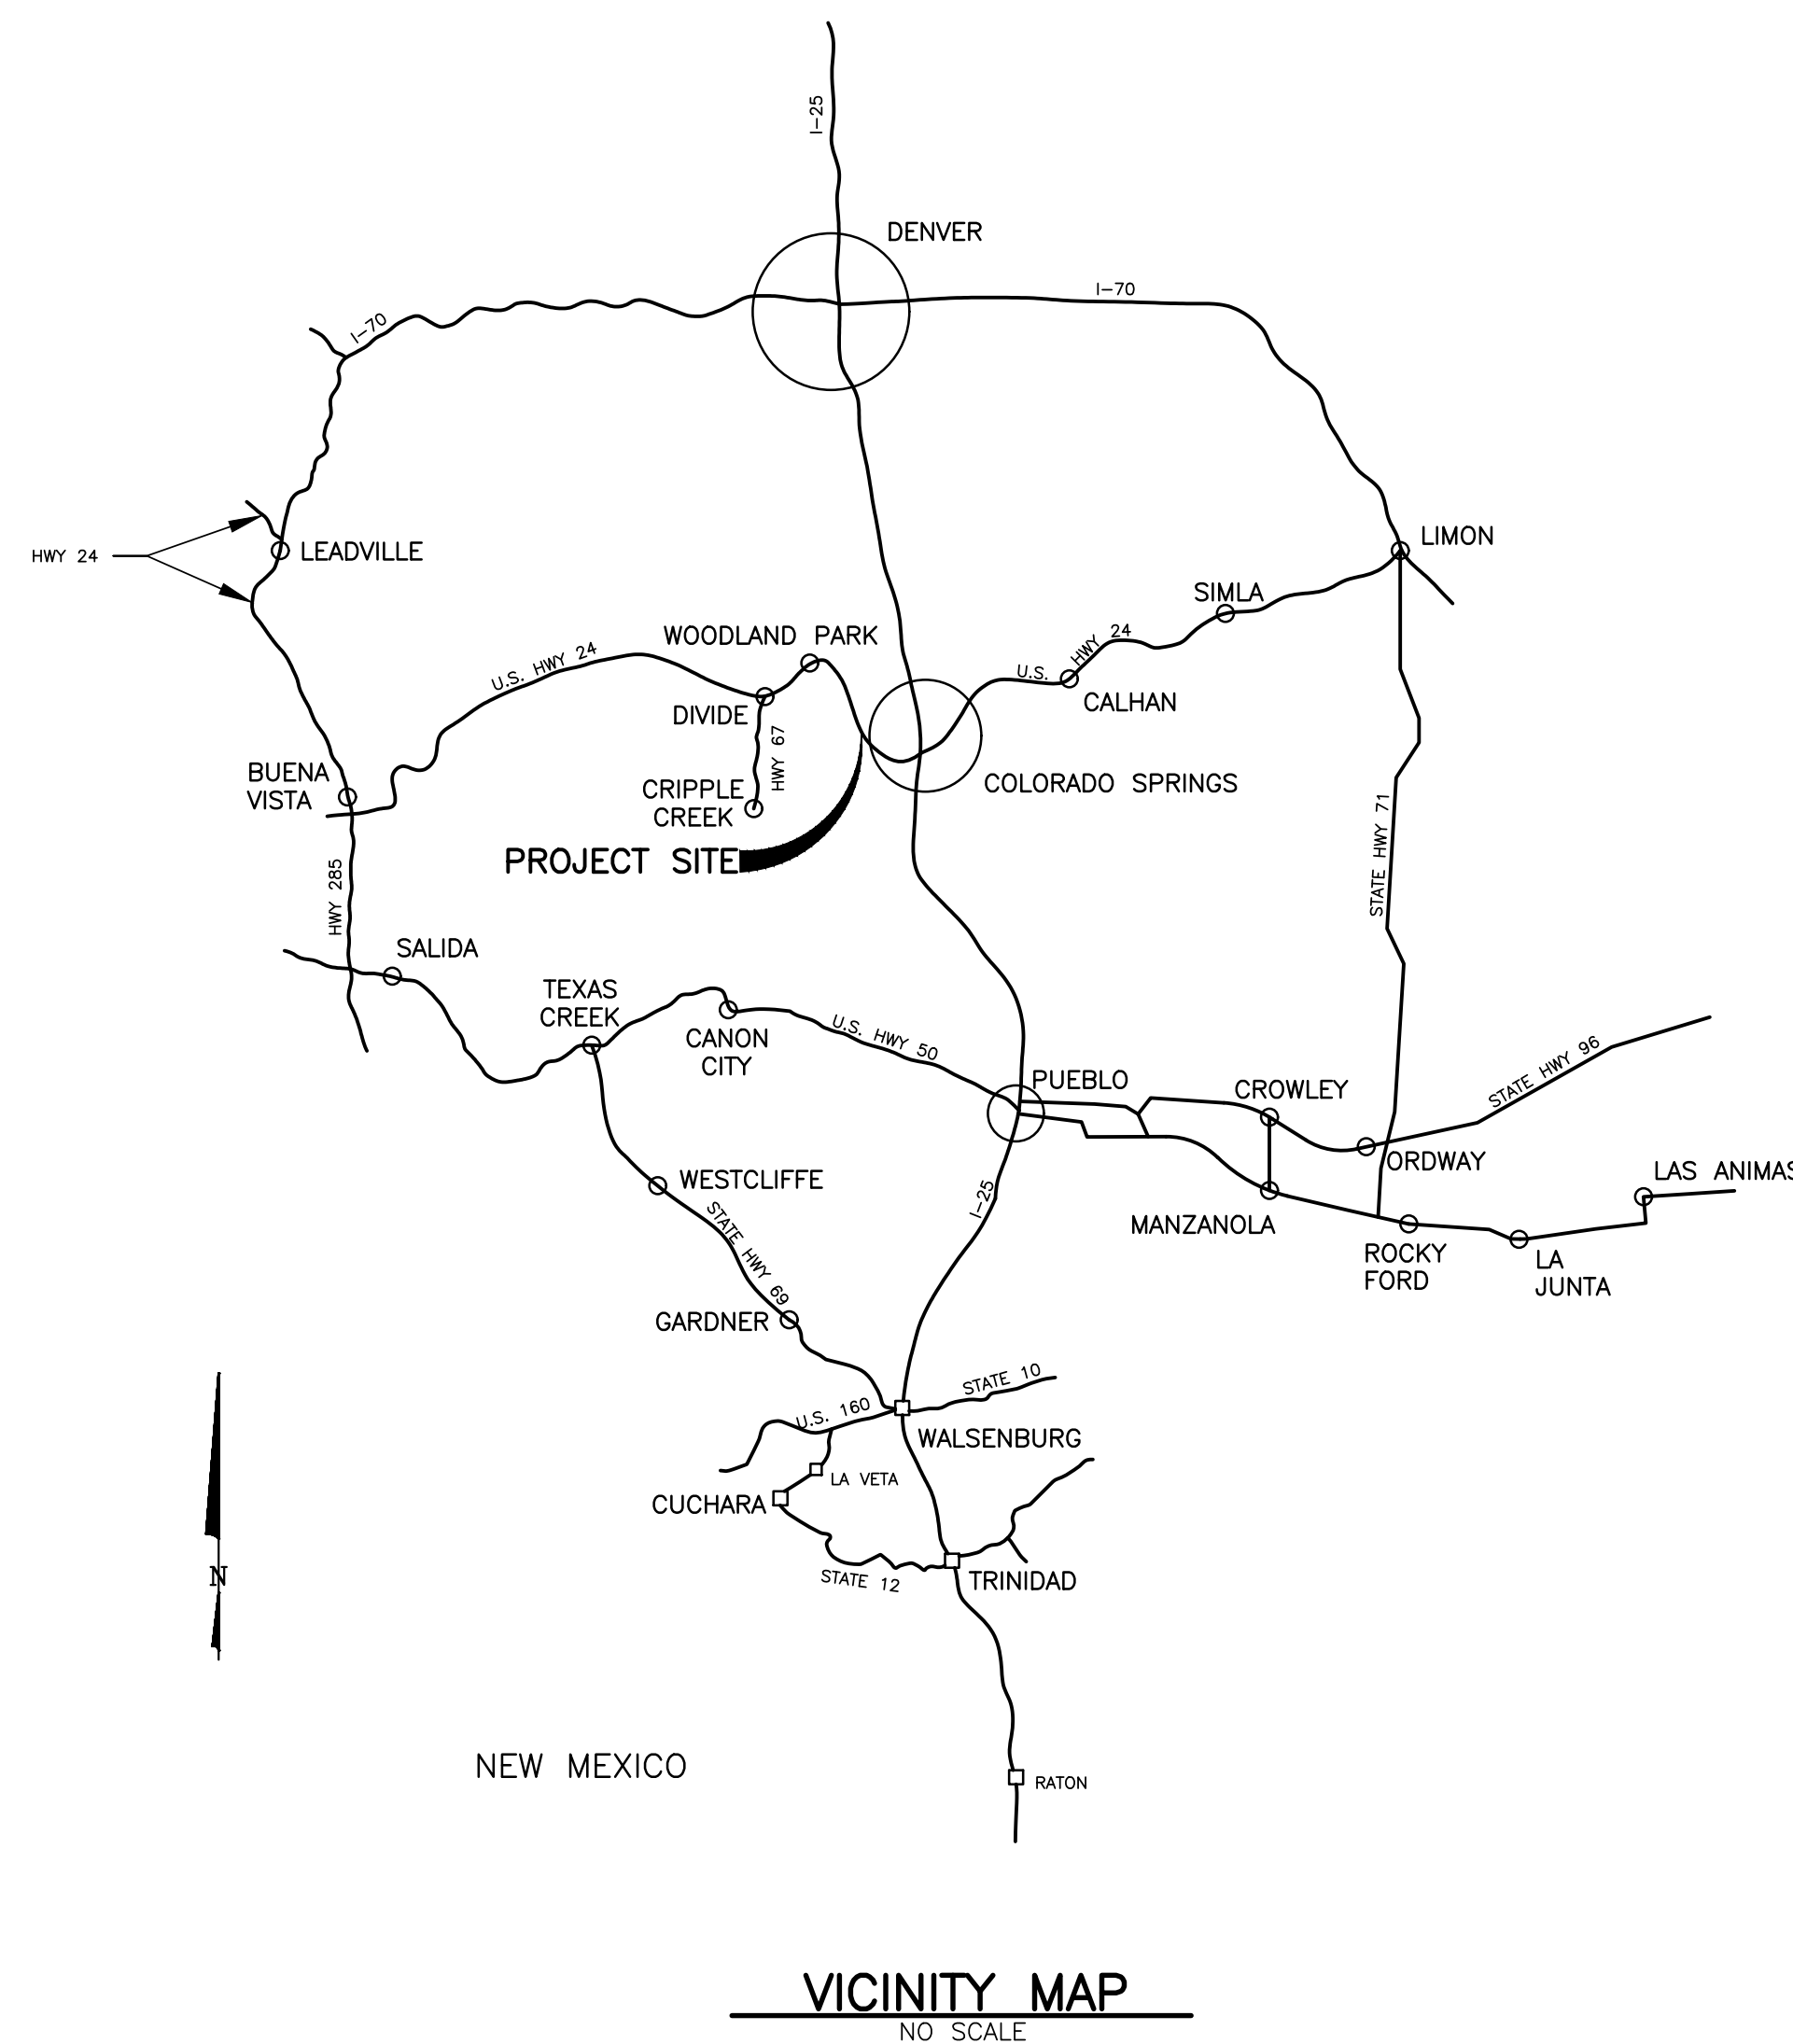 I-25
DENVER
I-70
I-70
LIMON
HWY 24
LEADVILLE
SIMLA
WOODLAND PARK
U.S. HWY 24
U.S. HWY 24
CALHAN
DIVIDE
HWY 67
BUENA
VISTA
CRIPPLE
CREEK
COLORADO SPRINGS
PROJECT SITE
STATE HWY 71
HWY 285
SALIDA
TEXAS
CREEK
CANON
CITY
U.S. HWY 50
PUEBLO
CROWLEY
STATE HWY 96
ORDWAY
LAS ANIMAS
WESTCLIFFE
I-25
MANZANOLA
ROCKY
FORD
LA
JUNTA
STATE HWY 69
GARDNER
STATE 10
U.S. 160
WALSENBURG
LA VETA
CUCHARA
STATE 12
TRINIDAD
N
NEW MEXICO
RATON
VICINITY MAP
NO SCALE